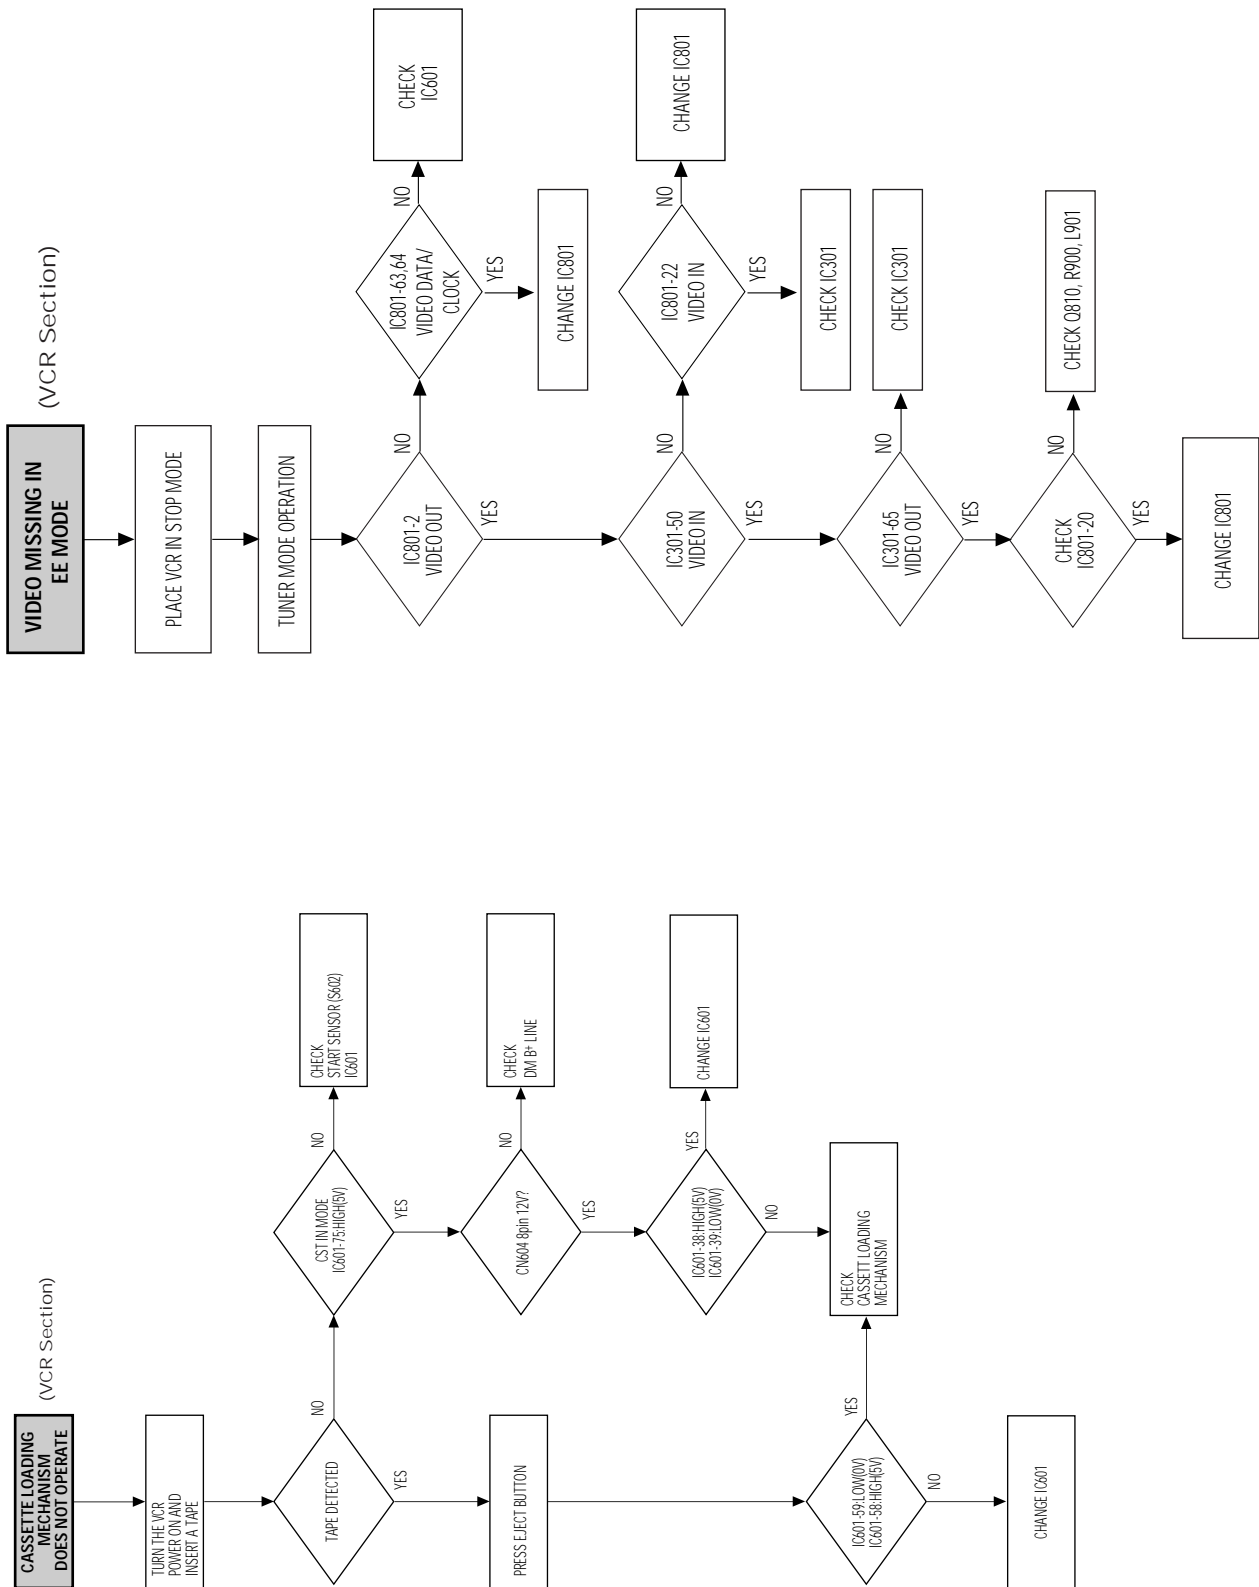 VIDEO MISSING IN
EE MODE
(VCR Section)
PLACE VCR IN STOP MODE
TUNER MODE OPERATION
IC801-2
VIDEO OUT
NO
YES
IC801-63,64
VIDEO DATA/
CLOCK
NO
YES
CHECK
IC601
CHANGE IC801
IC301-50
VIDEO IN
NO
YES
IC801-22
VIDEO IN
NO
YES
CHANGE IC801
CHECK IC301
IC301-65
VIDEO OUT
NO
YES
CHECK IC301
CHECK
IC801-20
NO
YES
CHECK Q810, R900, L901
CHANGE IC801
CASSETTE LOADING
MECHANISM
DOES NOT OPERATE
(VCR Section)
TURN THE VCR
POWER ON AND
INSERT A TAPE
TAPE DETECTED
NO
YES
CST IN MODE
IC601-75:HIGH(5V)
NO
YES
CHECK
START SENSOR (S602)
IC601
CN604 8pin 12V?
NO
YES
CHECK
DM B+ LINE
IC601-38:HIGH(5V)
IC601-39:LOW(0V)
YES
NO
CHANGE IC601
PRESS EJECT BUTTON
IC601-59:LOW(0V)
IC601-58:HIGH(5V)
YES
NO
CHECK
CASSETT LOADING
MECHANISM
CHANGE IC601